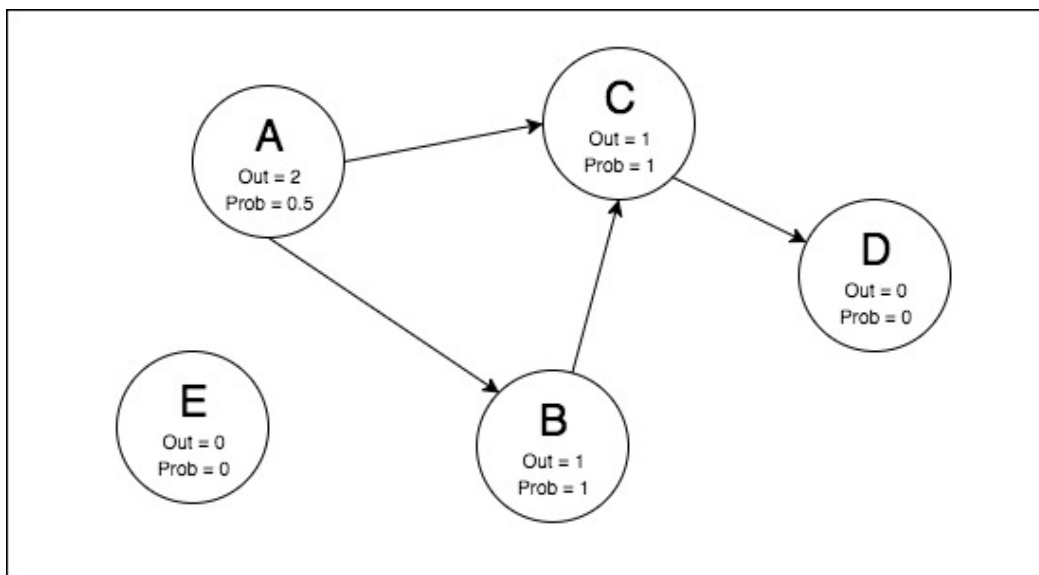 A
Out = 2
Prob = 0.5
C
Out = 1
Prob = 1
D
Out = 0
Prob = 0
E
Out = 0
Prob = 0
B
Out = 1
Prob = 1